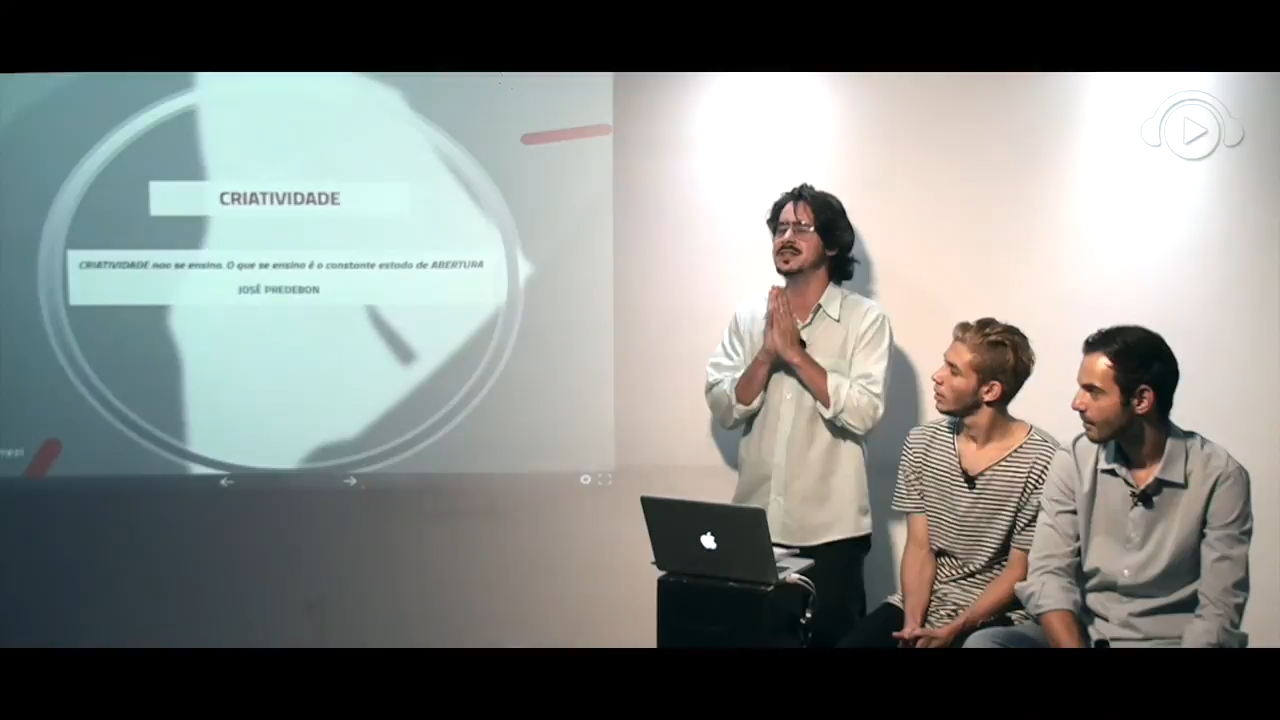 CRIATIVIDADE
CRIATIVIDADE nao se ensina. O que se ensina é o constante estado de ABERTURA
JOSÉ PREDEBON